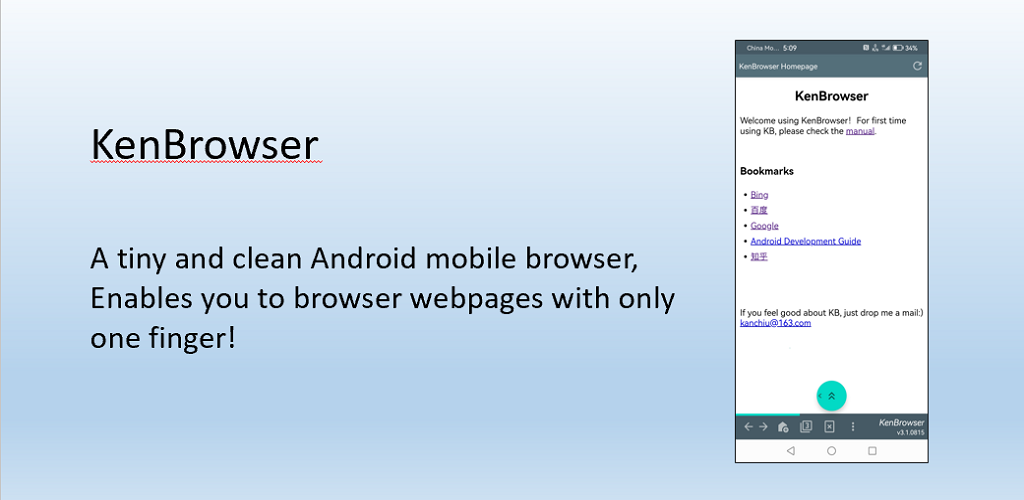 KenBrowser
A tiny and clean Android mobile browser,
Enables you to browser webpages with only
one finger!
China Mo... 5:09
34%
KenBrowser Homepage
KenBrowser
Welcome using KenBrowser! For first time
using KB, please check the manual.
Bookmarks
• Bing
• 百度
• Google
• Android Development Guide
• 知乎
If you feel good about KB, just drop me a mail:)
kanchiu@163.com
3
KenBrowser
v3.1.0815